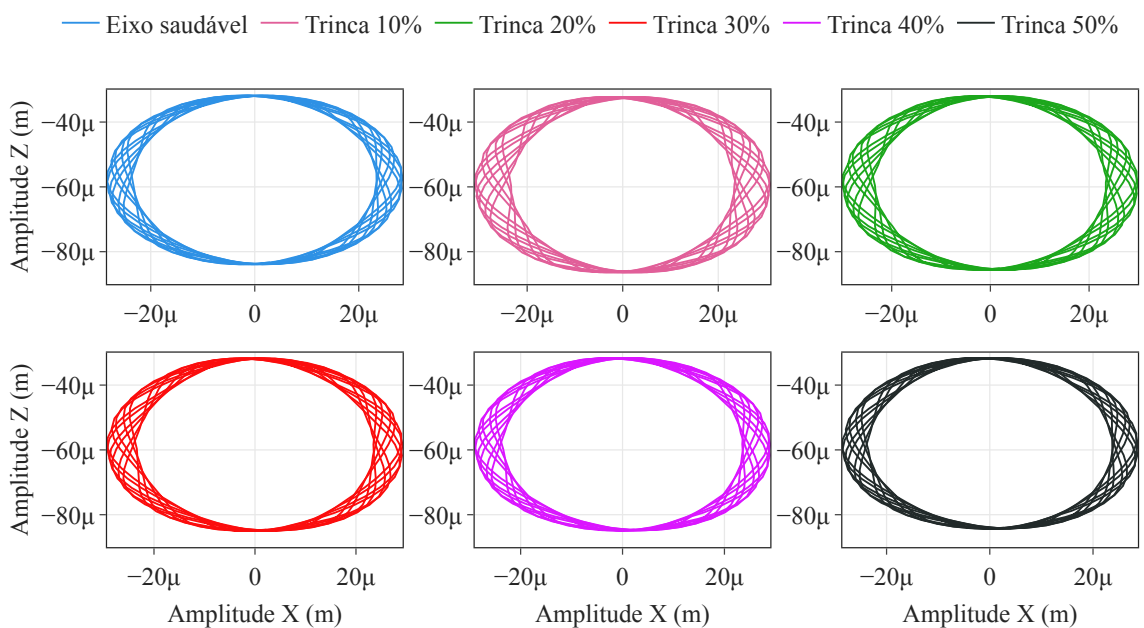 Eixo saudável Trinca 10% Trinca 20% Trinca 30% Trinca 40% Trinca 50%
Amplitude Z (m)
−40μ −40μ −40μ
−60μ −60μ −60μ
−80μ −80μ −80μ
−20μ 0 20μ −20μ 0 20μ −20μ 0 20μ
Amplitude Z (m)
−40μ −40μ −40μ
−60μ −60μ −60μ
−80μ −80μ −80μ
−20μ 0 20μ −20μ 0 20μ −20μ 0 20μ
Amplitude X (m) Amplitude X (m) Amplitude X (m)